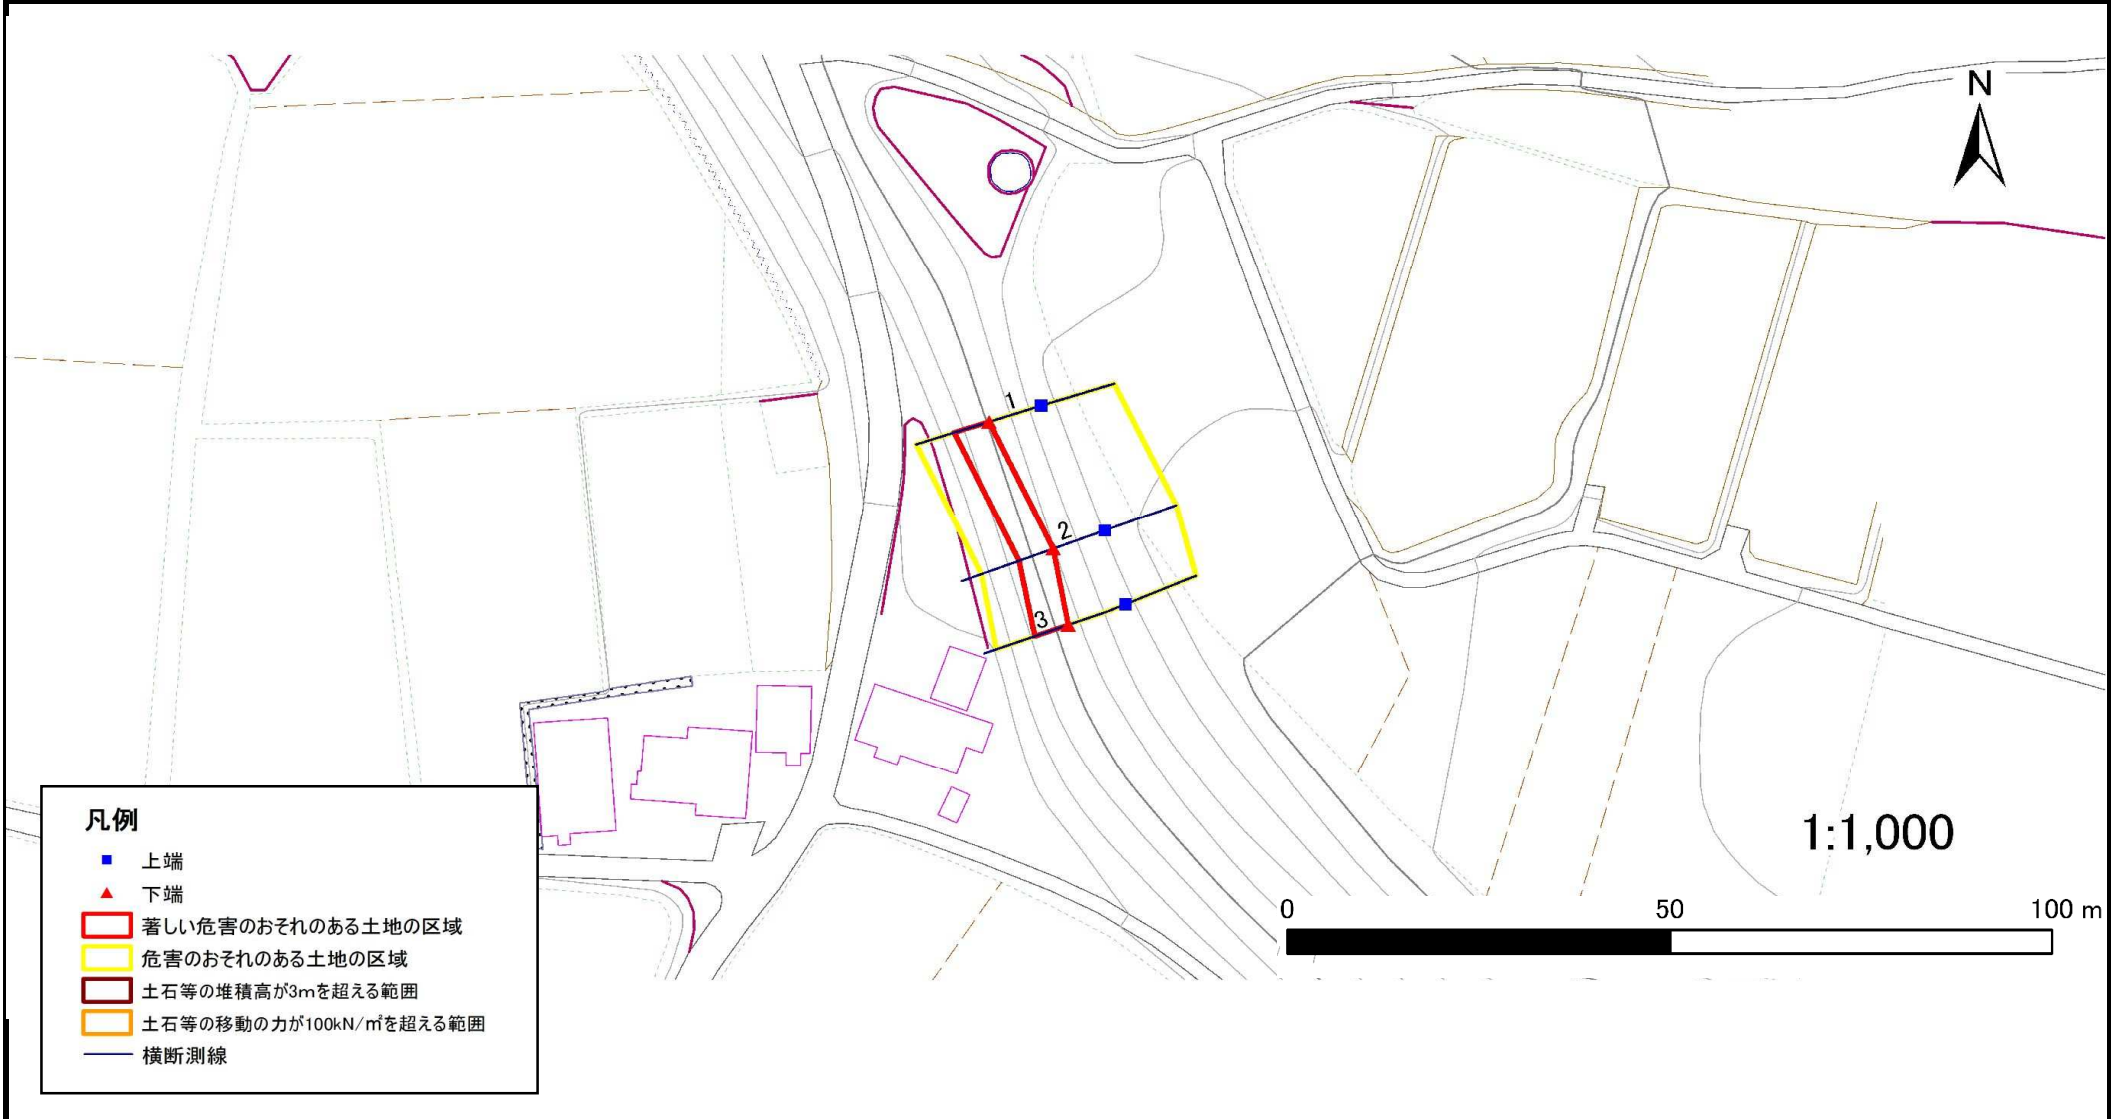 N
1
2
3
1:1,000
0 50 100 m
凡例
上端
下端
著しい危害のおそれのある土地の区域
危害のおそれのある土地の区域
土石等の堆積高が3mを超える範囲
土石等の移動の力が100kN/㎡を超える範囲
横断測線